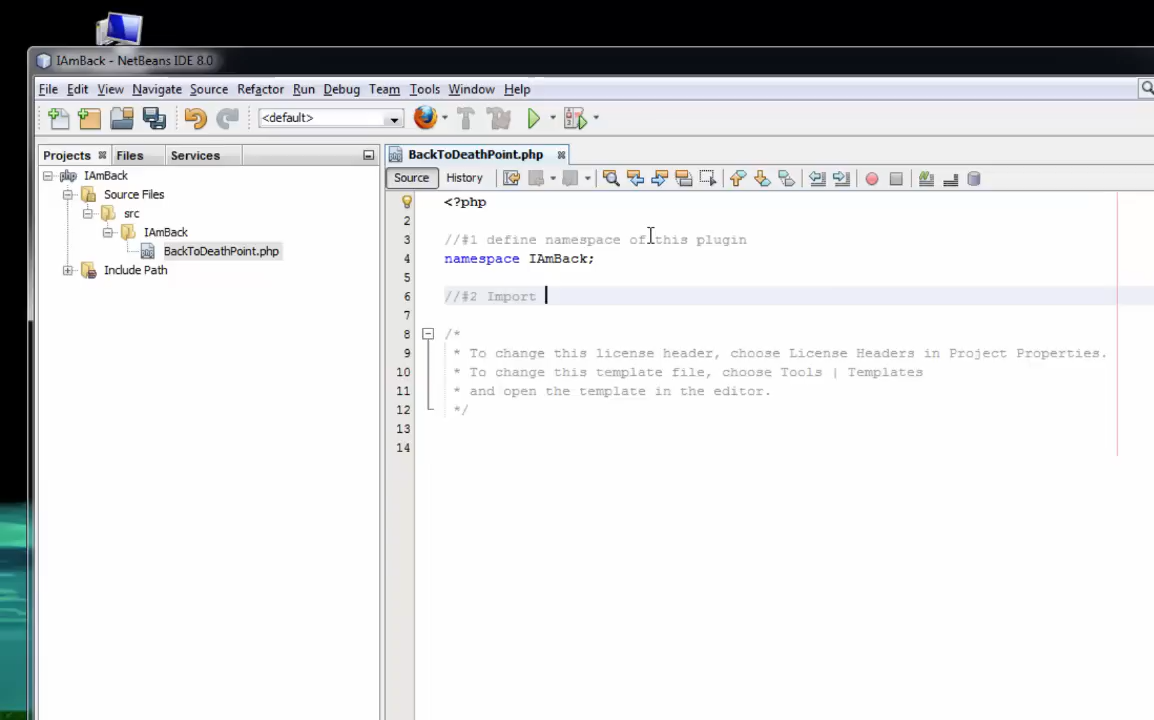 IAmBack - NetBeans IDE 8.0
File Edit View Navigate Source Refactor Run Debug Team Tools Window Help
<default>
Projects Files Services
BackToDeathPoint.php
Source History
IAmBack
Source Files
src
IAmBack
BackToDeathPoint.php
Include Path
<?php
2
3 //#1 define namespace of this plugin
4 namespace IAmBack;
5
6 //#2 Import
7
8 /*
9 * To change this license header, choose License Headers in Project Properties.
10 * To change this template file, choose Tools | Templates
11 * and open the template in the editor.
12 */
13
14